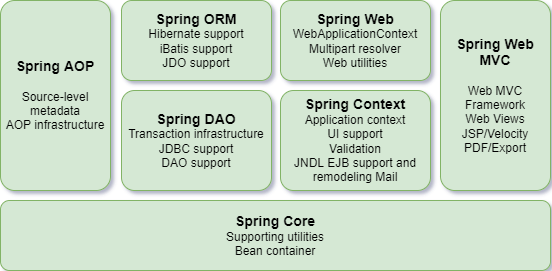 Spring AOP
Source-level
metadata
AOP infrastructure
Spring ORM
Hibernate support
iBatis support
JDO support
Spring DAO
Transaction infrastructure
JDBC support
DAO support
Spring Web
WebApplicationContext
Multipart resolver
Web utilities
Spring Context
Application context
UI support
Validation
JNDL EJB support and
remodeling Mail
Spring Web
MVC
Web MVC
Framework
Web Views
JSP/Velocity
PDF/Export
Spring Core
Supporting utilities
Bean container